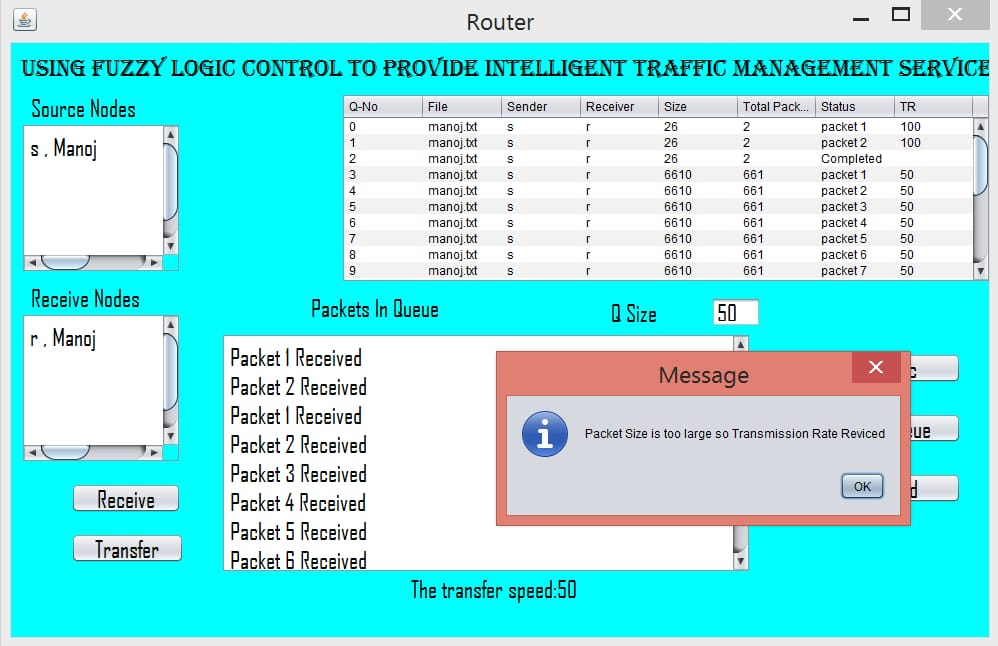 Router
USING FUZZY LOGIC CONTROL TO PROVIDE INTELLIGENT TRAFFIC MANAGEMENT SERVICE
Source Nodes
s , Manoj
Q-No File Sender Receiver Size Total Pack... Status TR
0 manoj.txt s r 26 2 packet 1 100
1 manoj.txt s r 26 2 packet 2 100
2 manoj.txt s r 26 2 Completed
3 manoj.txt s r 6610 661 packet 1 50
4 manoj.txt s r 6610 661 packet 2 50
5 manoj.txt s r 6610 661 packet 3 50
6 manoj.txt s r 6610 661 packet 4 50
7 manoj.txt s r 6610 661 packet 5 50
8 manoj.txt s r 6610 661 packet 6 50
9 manoj.txt s r 6610 661 packet 7 50
Receive Nodes
r , Manoj
Packets In Queue
Q Size 50
Packet 1 Received
Packet 2 Received
Packet 1 Received
Packet 2 Received
Packet 3 Received
Packet 4 Received
Packet 5 Received
Packet 6 Received
Message
Packet Size is too large so Transmission Rate Reviced
OK
Receive
Transfer
The transfer speed:50